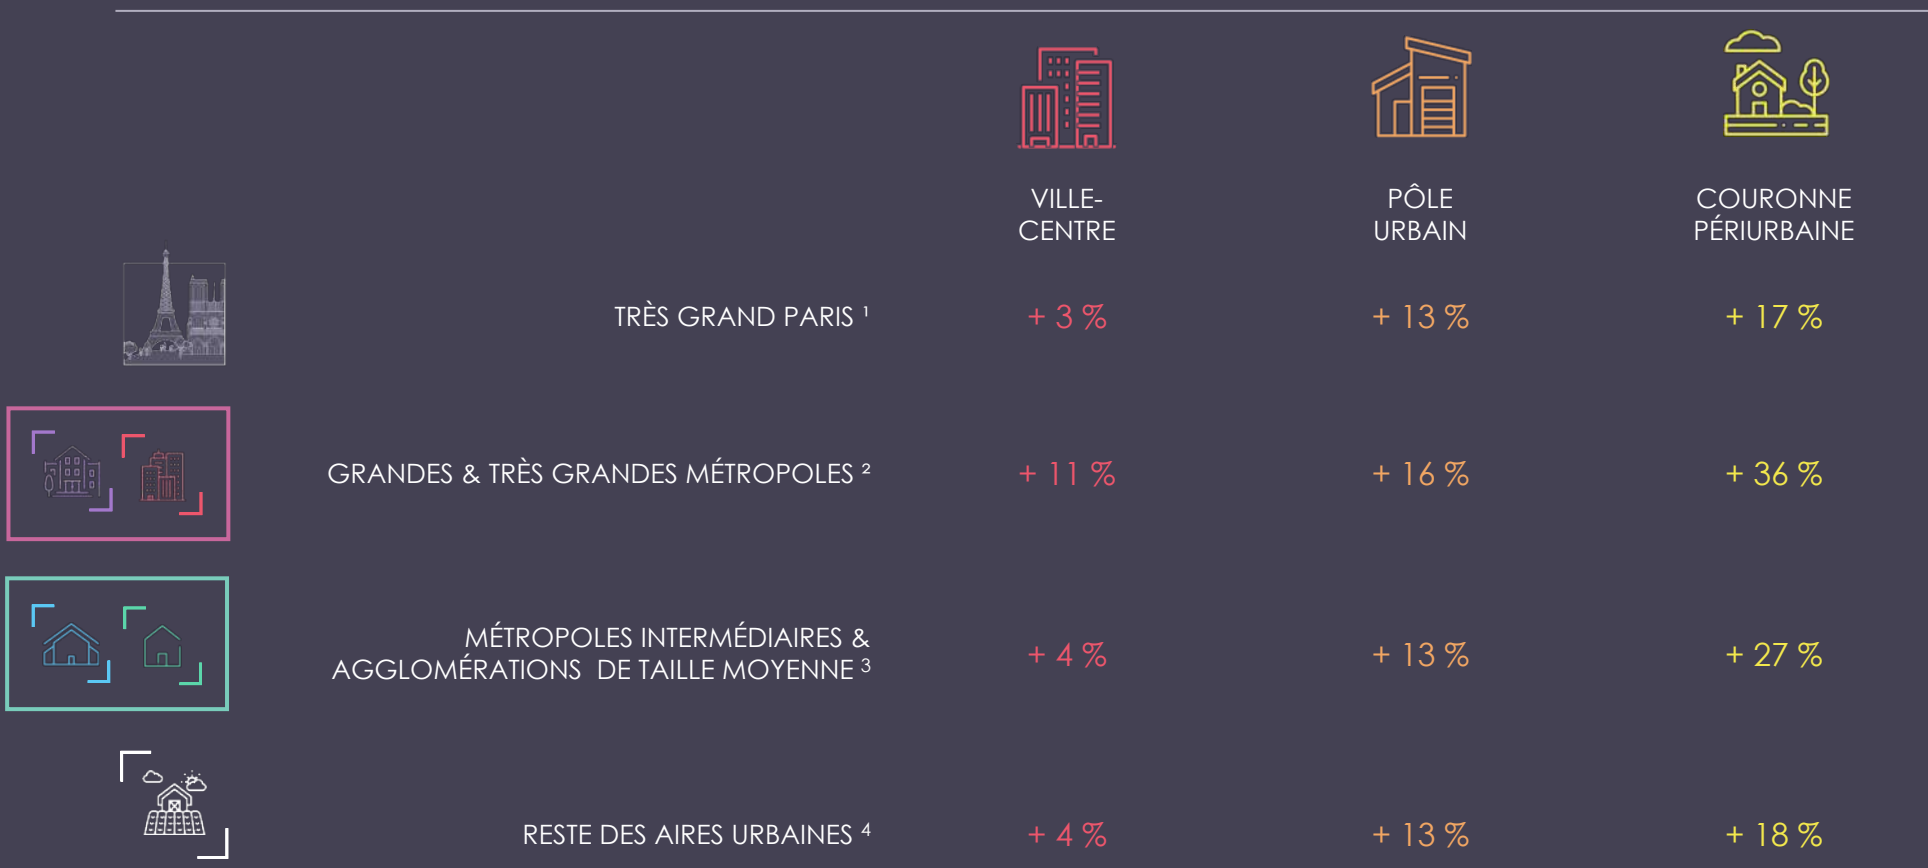 VILLE-
CENTRE
PÔLE
URBAIN
COURONNE
PÉRIURBAINE
TRÈS GRAND PARIS ¹ + 3 % + 13 % + 17 %
GRANDES & TRÈS GRANDES MÉTROPOLES ² + 11 % + 16 % + 36 %
MÉTROPOLES INTERMÉDIAIRES &
AGGLOMÉRATIONS DE TAILLE MOYENNE ³ + 4 % + 13 % + 27 %
RESTE DES AIRES URBAINES ⁴ + 4 % + 13 % + 18 %